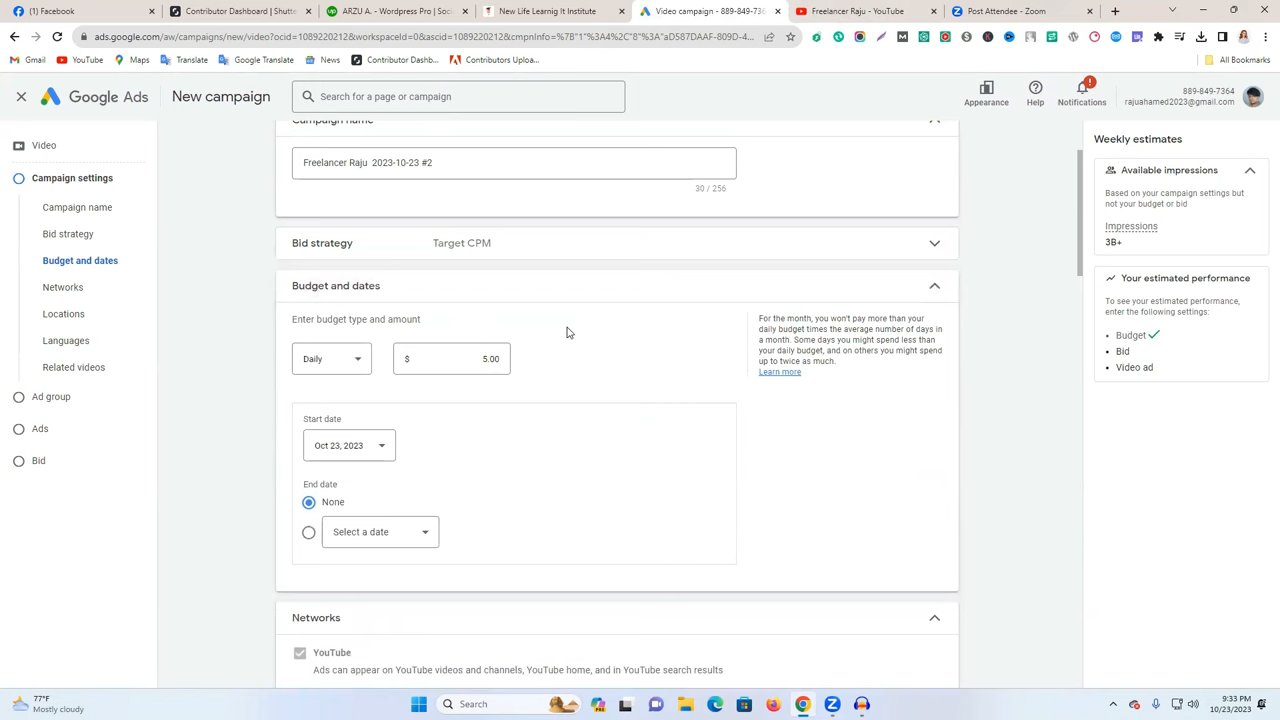 (1) Facebook
Contributor Dashboard | Shutte
ARZU A. - Wordpress Pro | Soci
New Life Learnig It Institute
Video campaign - 889-849-736
Freelancer Raju - YouTube
Post Attendee - Zoom
ads.google.com/aw/campaigns/new/video?ocid=1089220212&workspaceId=0&ascid=1089220212&cmpnInfo=%7B"1%3A4%2C"8"%3A"aD587DAAF-809D-4...
Gmail
YouTube
Maps
Translate
Google Translate
News
Contributor Dashb...
Contributors Uploa...
All Bookmarks
Google Ads
New campaign
Search for a page or campaign
Appearance
Help
Notifications
889-849-7364
rajuahamed2023@gmail.com
Video
Campaign settings
Campaign name
Bid strategy
Budget and dates
Networks
Locations
Languages
Related videos
Ad group
Ads
Bid
Campaign name
Freelancer Raju 2023-10-23 #2
30 / 256
Bid strategy
Target CPM
Budget and dates
Enter budget type and amount
Daily
$ 5.00
For the month, you won't pay more than your
daily budget times the average number of days in
a month. Some days you might spend less than
your daily budget, and on others you might spend
up to twice as much.
Learn more
Start date
Oct 23, 2023
End date
None
Select a date
Networks
YouTube
Ads can appear on YouTube videos and channels, YouTube home, and in YouTube search results
Weekly estimates
Available impressions
Based on your campaign settings but
not your budget or bid
Impressions
3B+
Your estimated performance
To see your estimated performance,
enter the following settings:
• Budget
• Bid
• Video ad
77°F
Mostly cloudy
Search
9:33 PM
10/23/2023